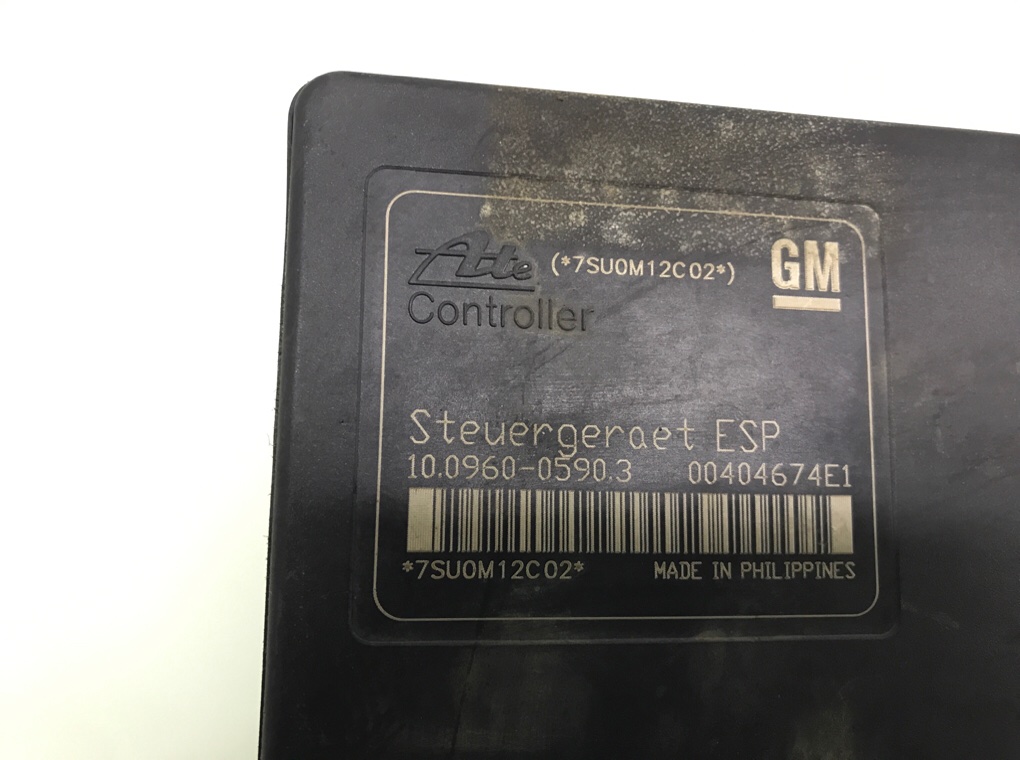 Ate (*7SU0M12C02*) GM
Controller
Steuergeraet ESP
10.0960-0590.3 00404674E1
*7SU0M12C02* MADE IN PHILIPPINES